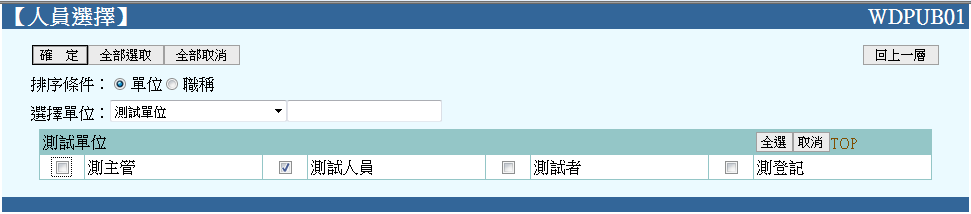 【人員選擇】 WDPUB01
確 定 全部選取 全部取消 回上一層
排序條件： 單位 職稱
選擇單位： 測試單位
測試單位 全選 取消 TOP
測主管 測試人員 測試者 測登記